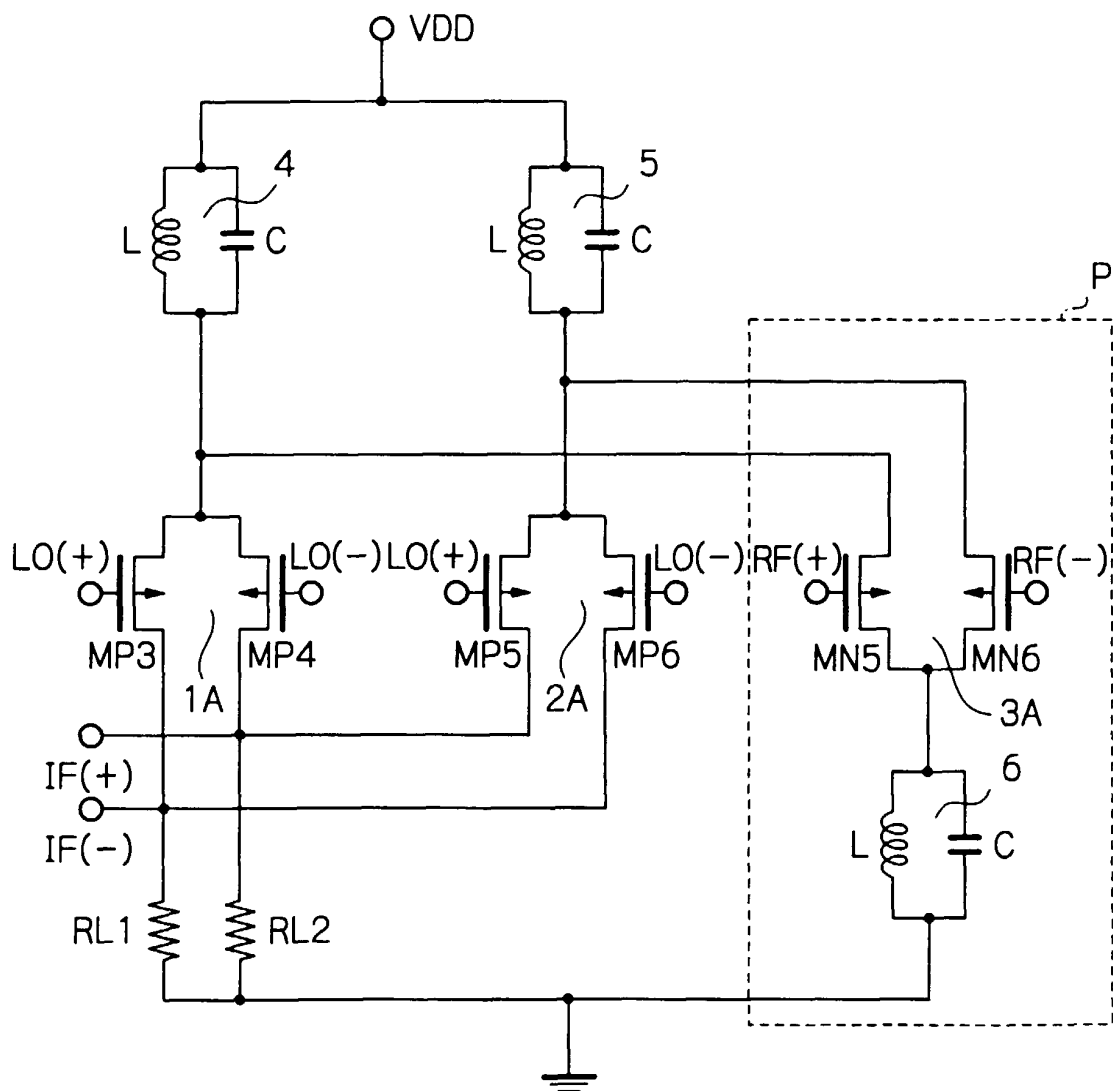 VDD
4
5
L
C
L
C
P
LO(+)
LO(-)
LO(+)
LO(-)
RF(+)
RF(-)
MP3
MP4
MP5
MP6
MN5
MN6
1A
2A
3A
IF(+)
IF(-)
6
L
C
RL1
RL2